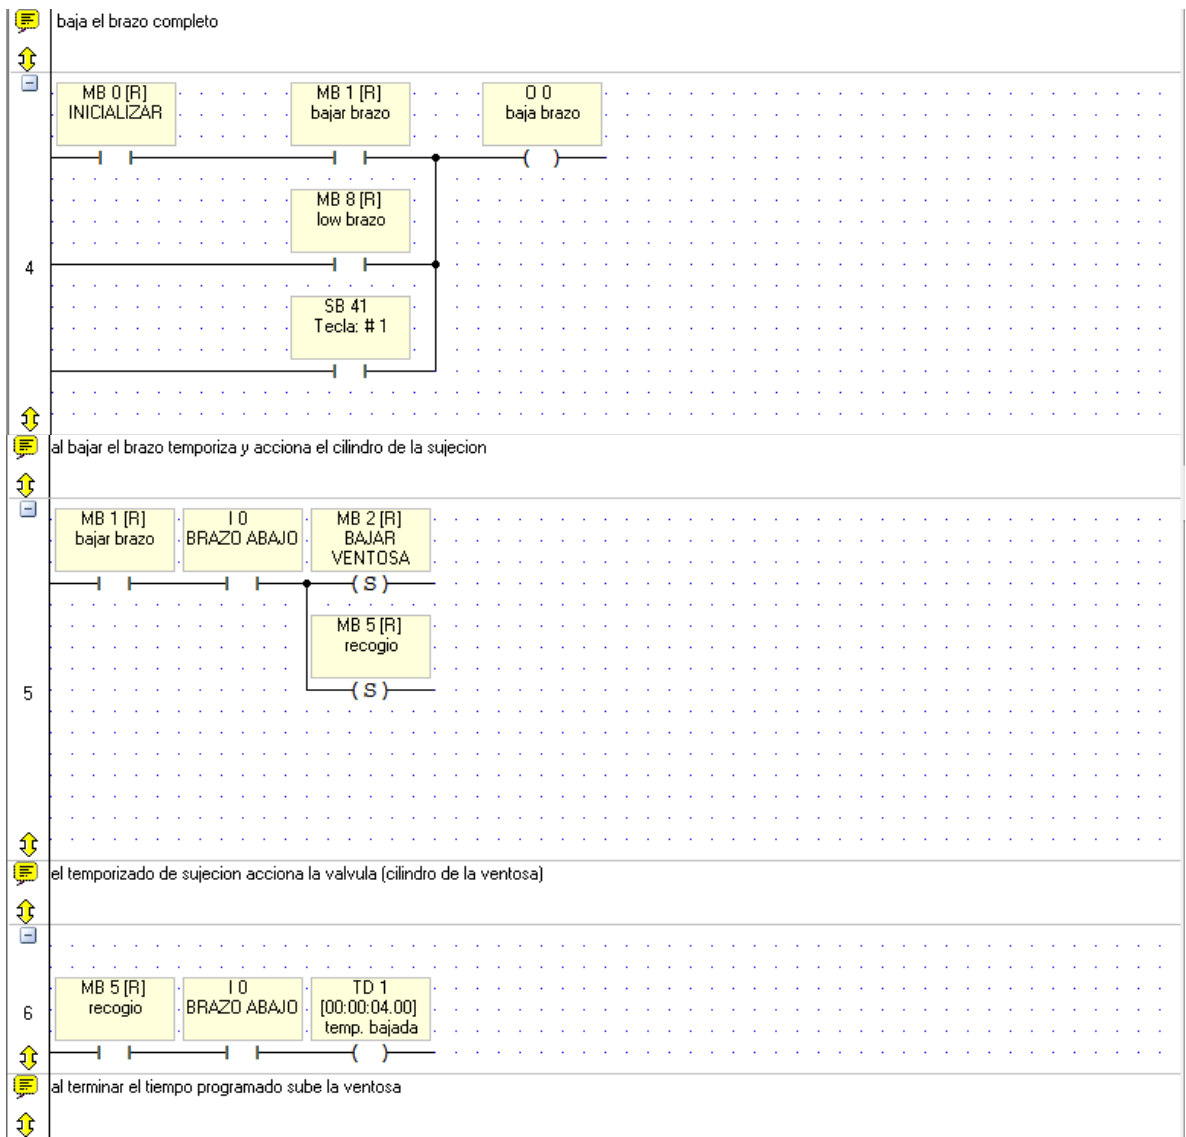 baja el brazo completo
MB 0 [R]
INICIALIZAR
MB 1 [R]
bajar brazo
O 0
baja brazo
MB 8 [R]
low brazo
4
SB 41
Tecla: # 1
al bajar el brazo temporiza y acciona el cilindro de la sujecion
MB 1 [R]
bajar brazo
I 0
BRAZO ABAJO
MB 2 [R]
BAJAR
VENTOSA
( S )
MB 5 [R]
recogio
( S )
5
el temporizado de sujecion acciona la valvula (cilindro de la ventosa)
6
MB 5 [R]
recogio
I 0
BRAZO ABAJO
TD 1
[00:00:04.00]
temp. bajada
al terminar el tiempo programado sube la ventosa